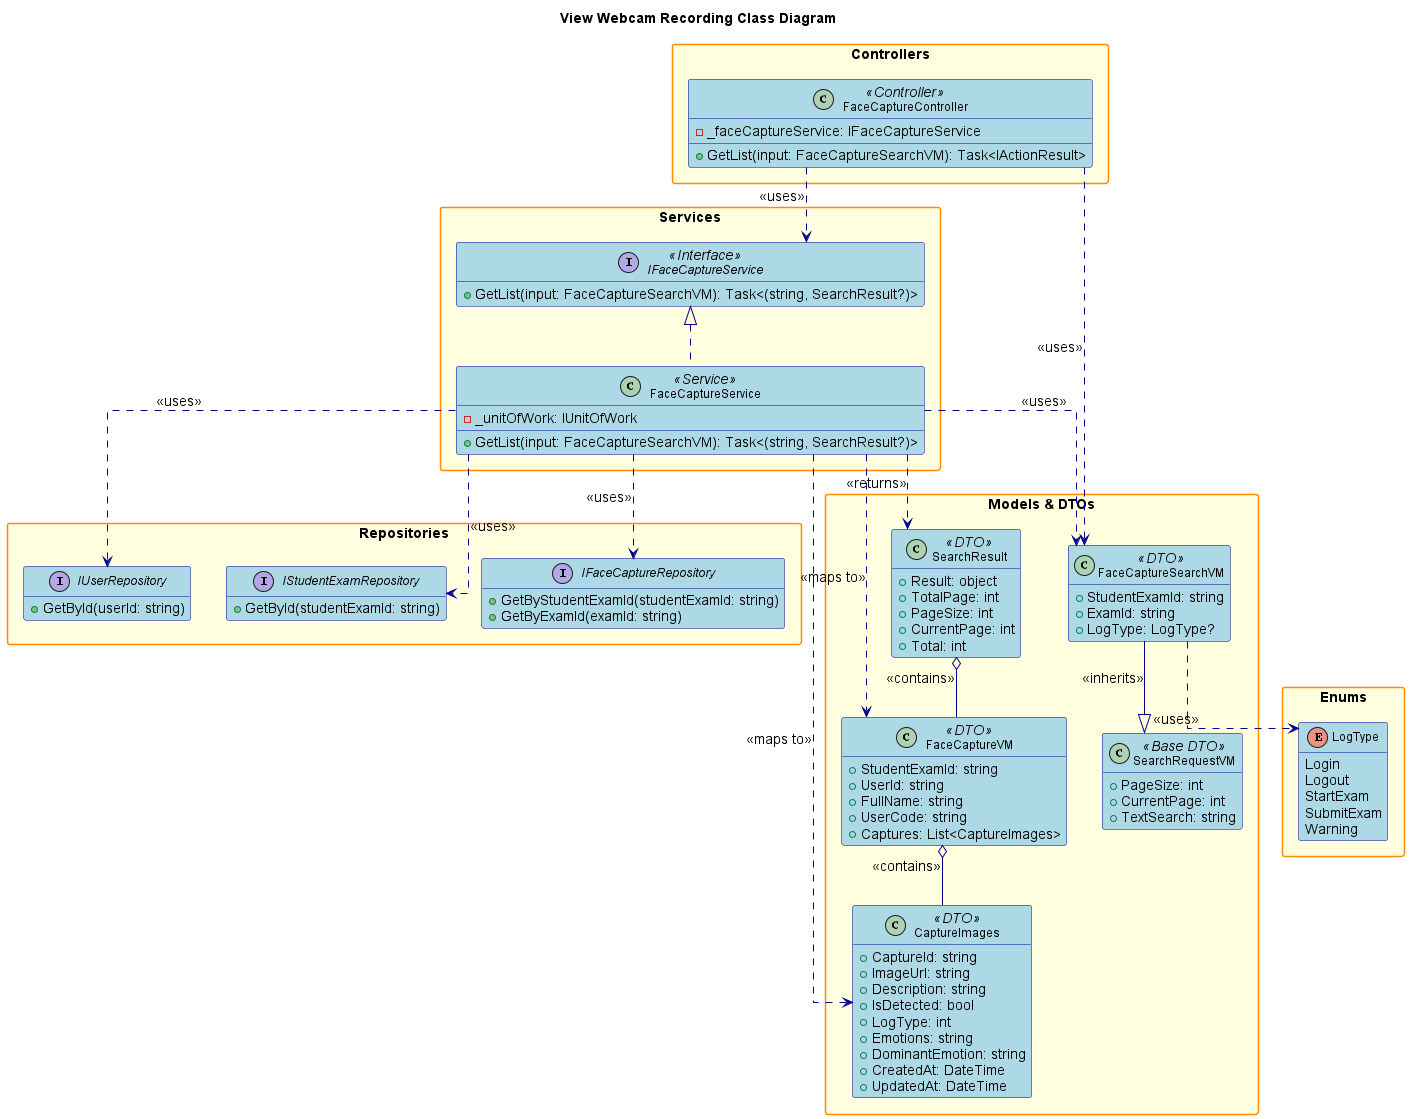 View Webcam Recording Class Diagram
Controllers
C
«Controller»
FaceCaptureController
_faceCaptureService: IFaceCaptureService
GetList(input: FaceCaptureSearchVM): Task<IActionResult>
«uses»
«uses»
Services
I
«Interface»
IFaceCaptureService
GetList(input: FaceCaptureSearchVM): Task<(string, SearchResult?)>
C
«Service»
FaceCaptureService
_unitOfWork: IUnitOfWork
GetList(input: FaceCaptureSearchVM): Task<(string, SearchResult?)>
«uses»
«uses»
«uses»
«uses»
«returns»
«maps to»
«maps to»
Repositories
I
IUserRepository
GetById(userId: string)
I
IStudentExamRepository
GetById(studentExamId: string)
I
IFaceCaptureRepository
GetByStudentExamId(studentExamId: string)
GetByExamId(examId: string)
Models & DTOs
C
«DTO»
SearchResult
Result: object
TotalPage: int
PageSize: int
CurrentPage: int
Total: int
C
«DTO»
FaceCaptureSearchVM
StudentExamId: string
ExamId: string
LogType: LogType?
«contains»
«inherits»
«uses»
C
«DTO»
FaceCaptureVM
StudentExamId: string
UserId: string
FullName: string
UserCode: string
Captures: List<CaptureImages>
C
«Base DTO»
SearchRequestVM
PageSize: int
CurrentPage: int
TextSearch: string
«contains»
C
«DTO»
CaptureImages
CaptureId: string
ImageUrl: string
Description: string
IsDetected: bool
LogType: int
Emotions: string
DominantEmotion: string
CreatedAt: DateTime
UpdatedAt: DateTime
Enums
E
LogType
Login
Logout
StartExam
SubmitExam
Warning